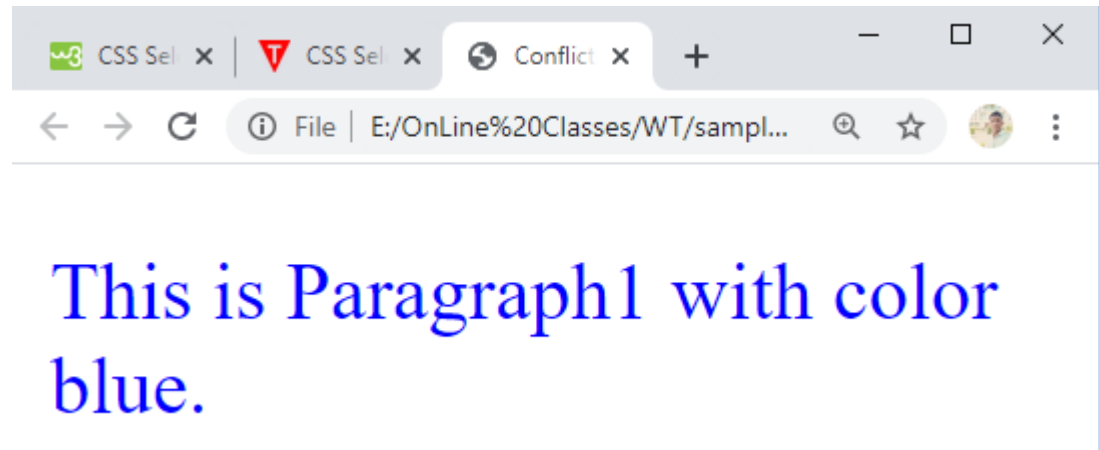 CSS Sel
CSS Sel
Conflict
File
E:/OnLine%20Classes/WT/sampl...
This is Paragraph1 with color
blue.